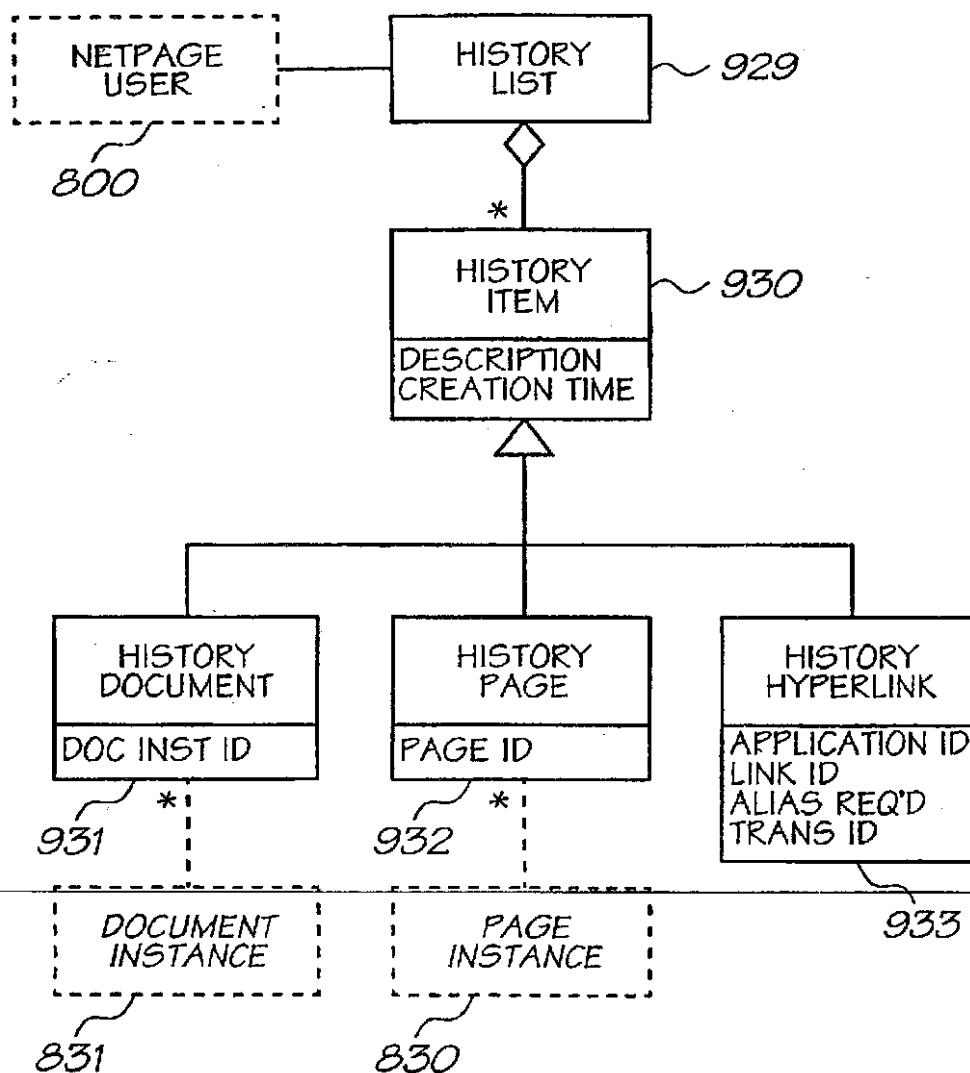 NETPAGE
USER
800
HISTORY
LIST
929
*
HISTORY
ITEM
930
DESCRIPTION
CREATION TIME
HISTORY
DOCUMENT
DOC INST ID
931
*
HISTORY
PAGE
PAGE ID
932
*
HISTORY
HYPERLINK
APPLICATION ID
LINK ID
ALIAS REQ'D
TRANS ID
933
DOCUMENT
INSTANCE
831
PAGE
INSTANCE
830